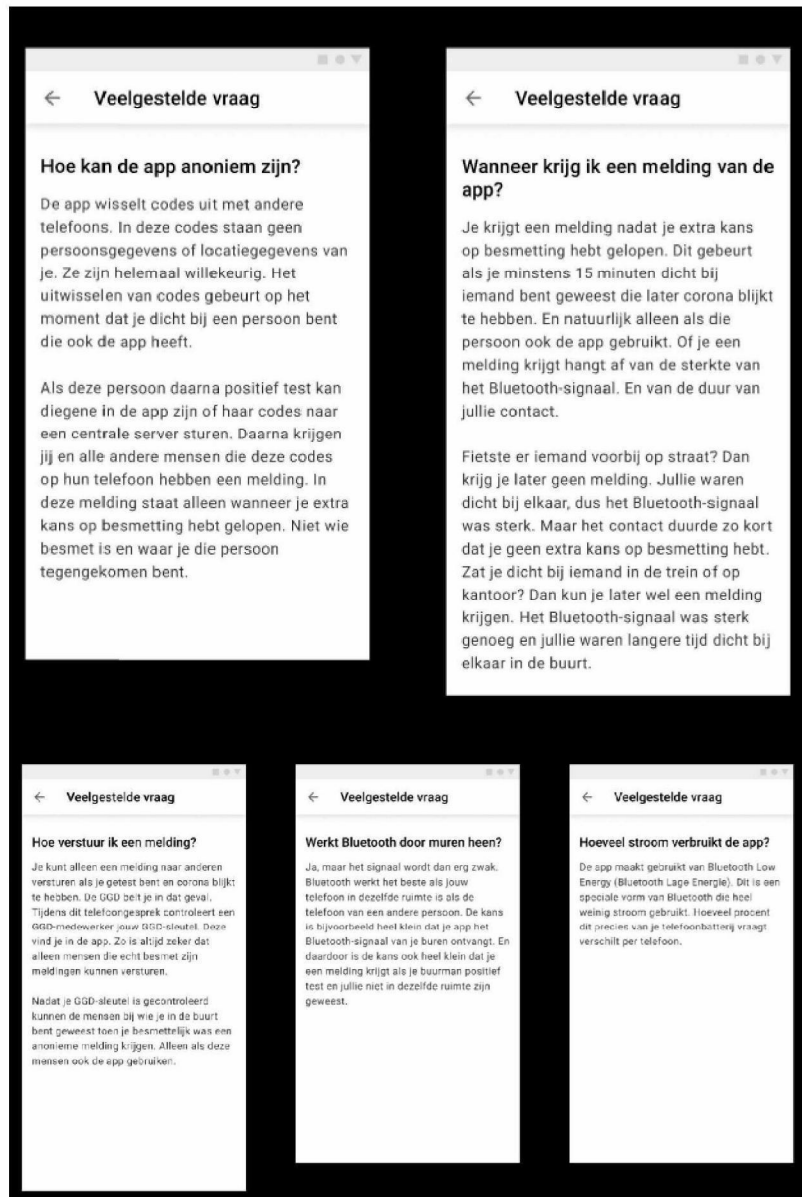 Veelgestelde vraag
Hoe kan de app anoniem zijn?
De app wisselt codes uit met andere
telefoons. In deze codes staan geen
persoonsgegevens of locatiegegevens van
je. Ze zijn helemaal willekeurig. Het
uitwisselen van codes gebeurt op het
moment dat je dicht bij een persoon bent
die ook de app heeft.
Als deze persoon daarna positief test kan
diegene in de app zijn of haar codes naar
een centrale server sturen. Daarna krijgen
jij en alle andere mensen die deze codes
op hun telefoon hebben een melding. In
deze melding staat alleen wanneer je extra
kans op besmetting hebt gelopen. Niet wie
besmet is en waar je die persoon
tegengekomen bent.
Veelgestelde vraag
Wanneer krijg ik een melding van de
app?
Je krijgt een melding nadat je extra kans
op besmetting hebt gelopen. Dit gebeurt
als je minstens 15 minuten dicht bij
iemand bent geweest die later corona blijkt
te hebben. En natuurlijk alleen als die
persoon ook de app gebruikt. Of je een
melding krijgt hangt af van de sterkte van
het Bluetooth-signaal. En van de duur van
jullie contact.
Fietste er iemand voorbij op straat? Dan
krijg je later geen melding. Jullie waren
dicht bij elkaar, dus het Bluetooth-signaal
was sterk. Maar het contact duurde zo kort
dat je geen extra kans op besmetting hebt.
Zat je dicht bij iemand in de trein of op
kantoor? Dan kun je later wel een melding
krijgen. Het Bluetooth-signaal was sterk
genoeg en jullie waren langere tijd dicht bij
elkaar in de buurt.
Veelgestelde vraag
Hoe verstuur ik een melding?
Je kunt alleen een melding naar anderen
versturen als je getest bent en corona blijkt
te hebben. De GGD belt je in dat geval.
Tijdens dit telefoongesprek controleert een
GGD-medewerker jouw GGD-sleutel. Deze
vind je in de app. Zo is altijd zeker dat
alleen mensen die echt besmet zijn
meldingen kunnen versturen.
Nadat je GGD-sleutel is gecontroleerd
kunnen de mensen bij wie je in de buurt
bent geweest toen je besmettelijk was een
anonieme melding krijgen. Alleen als deze
mensen ook de app gebruiken.
Veelgestelde vraag
Werkt Bluetooth door muren heen?
Ja, maar het signaal wordt dan erg zwak.
Bluetooth werkt het beste als jouw
telefoon in dezelfde ruimte is als de
telefoon van een andere persoon. De kans
is bijvoorbeeld heel klein dat je app het
Bluetooth-signaal van je buren ontvangt. En
daardoor is de kans ook heel klein dat je
een melding krijgt als je buurman positief
test en jullie niet in dezelfde ruimte zijn
geweest.
Veelgestelde vraag
Hoeveel stroom verbruikt de app?
De app maakt gebruikt van Bluetooth Low
Energy (Bluetooth Lage Energie). Dit is een
speciale vorm van Bluetooth die heel
weinig stroom gebruikt. Hoeveel procent
dit precies van je telefoonbatterij vraagt
verschilt per telefoon.